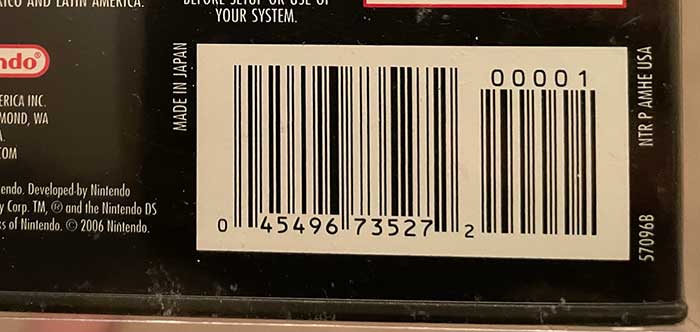 AND LATIN AMERICA.
BEFORE SETUP OR USE OF
YOUR SYSTEM.
ndo®
ERICA INC.
MOND, WA
A.
COM
endo. Developed by Nintendo
y Corp. TM, ® and the Nintendo DS
s of Nintendo. © 2006 Nintendo.
MADE IN JAPAN
00001
0 45496 73527 2
NTR P AMHE USA
57096B